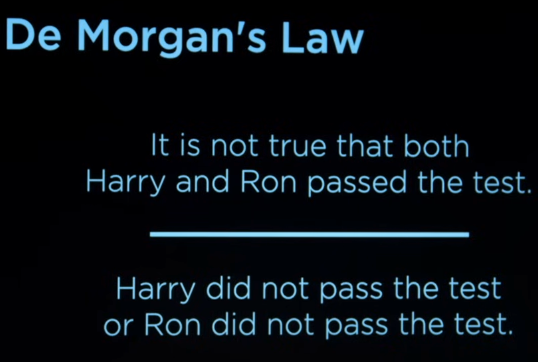 De Morgan's Law
It is not true that both
Harry and Ron passed the test.
Harry did not pass the test
or Ron did not pass the test.